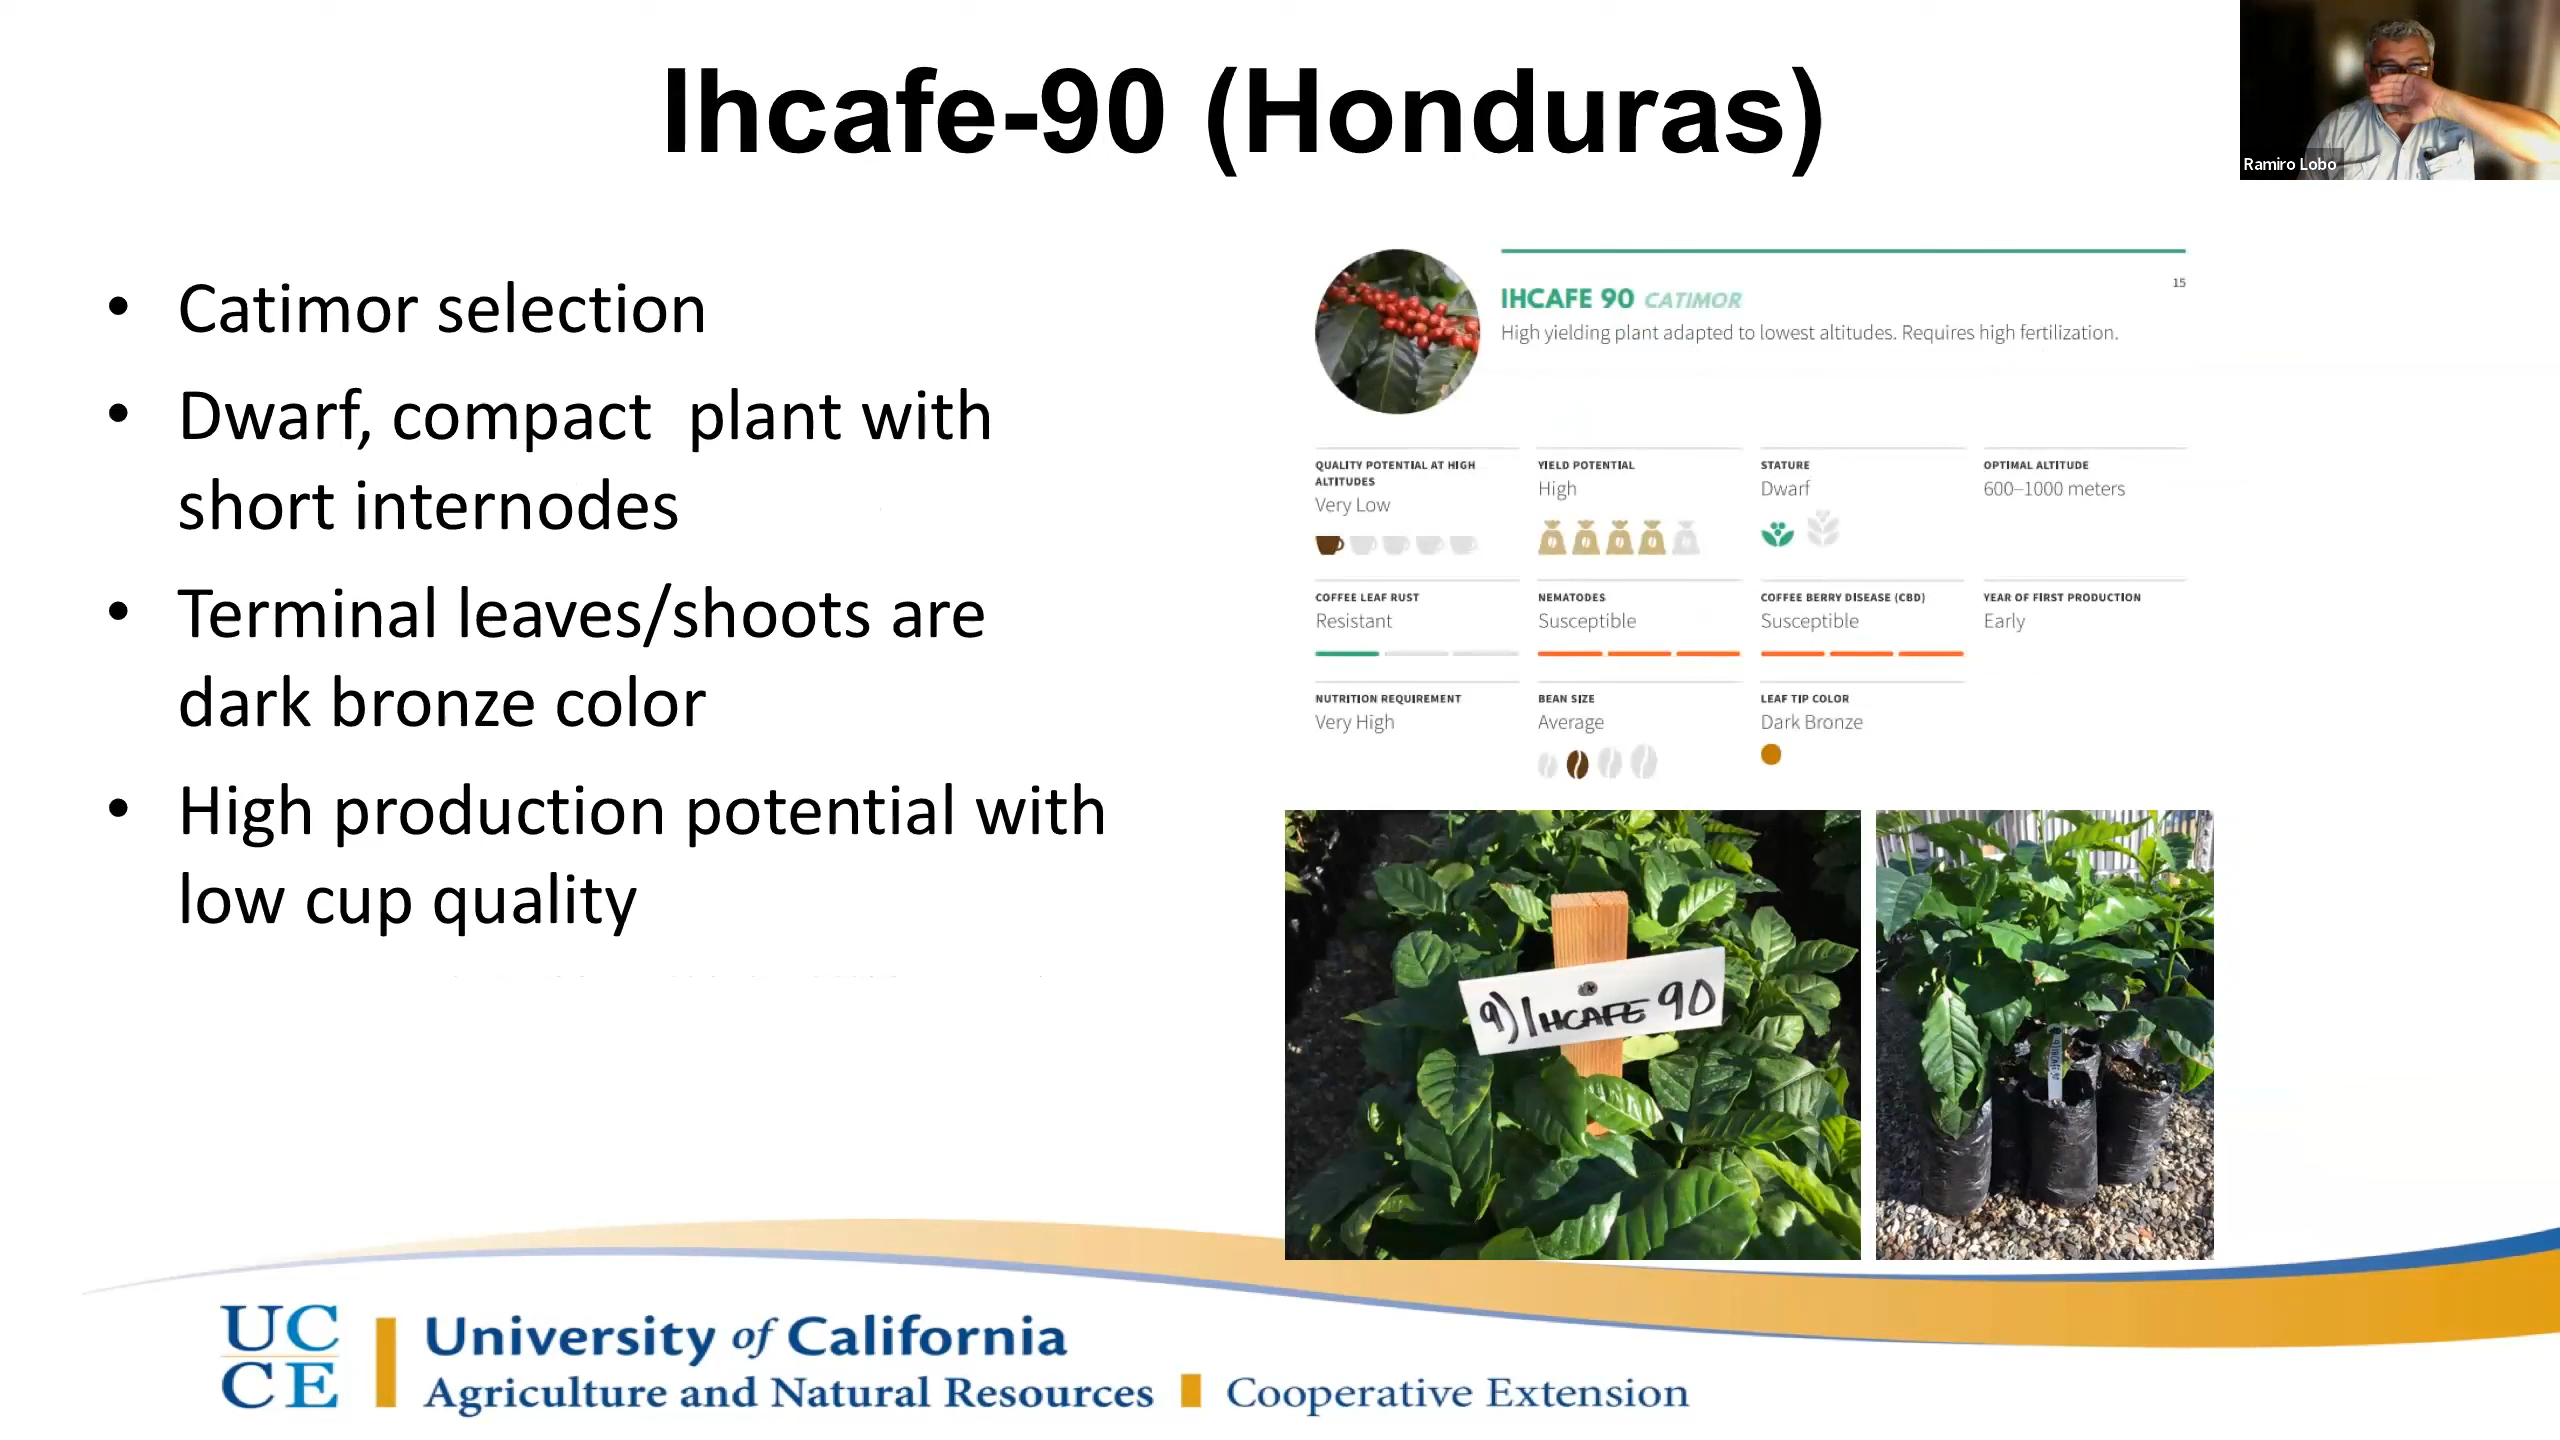 Ihcafe-90 (Honduras)
Ramiro Lobo
• Catimor selection
• Dwarf, compact  plant with
short internodes
• Terminal leaves/shoots are
dark bronze color
• High production potential with
low cup quality
15
IHCAFE 90 CATIMOR
High yielding plant adapted to lowest altitudes. Requires high fertilization.
QUALITY POTENTIAL AT HIGH
ALTITUDES
Very Low
YIELD POTENTIAL
High
STATURE
Dwarf
OPTIMAL ALTITUDE
600–1000 meters
COFFEE LEAF RUST
Resistant
NEMATODES
Susceptible
COFFEE BERRY DISEASE (CBD)
Susceptible
YEAR OF FIRST PRODUCTION
Early
NUTRITION REQUIREMENT
Very High
BEAN SIZE
Average
LEAF TIP COLOR
Dark Bronze
9) IHCAFE 90
UC
CE
University of California
Agriculture and Natural Resources
Cooperative Extension